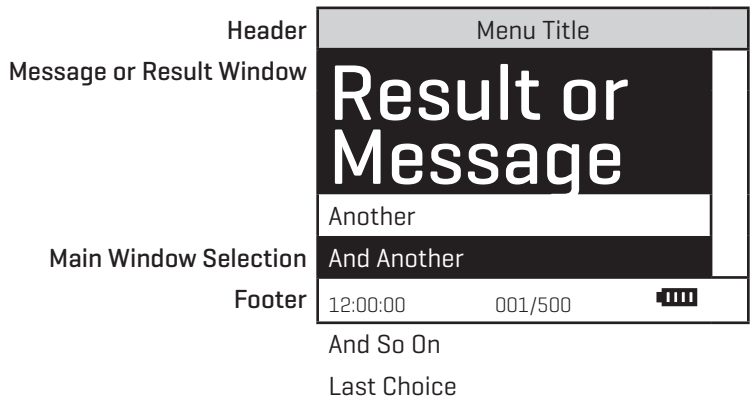 Header Menu Title
Message or Result Window Result or
Message
Another
Main Window Selection And Another
Footer 12:00:00 001/500
And So On
Last Choice